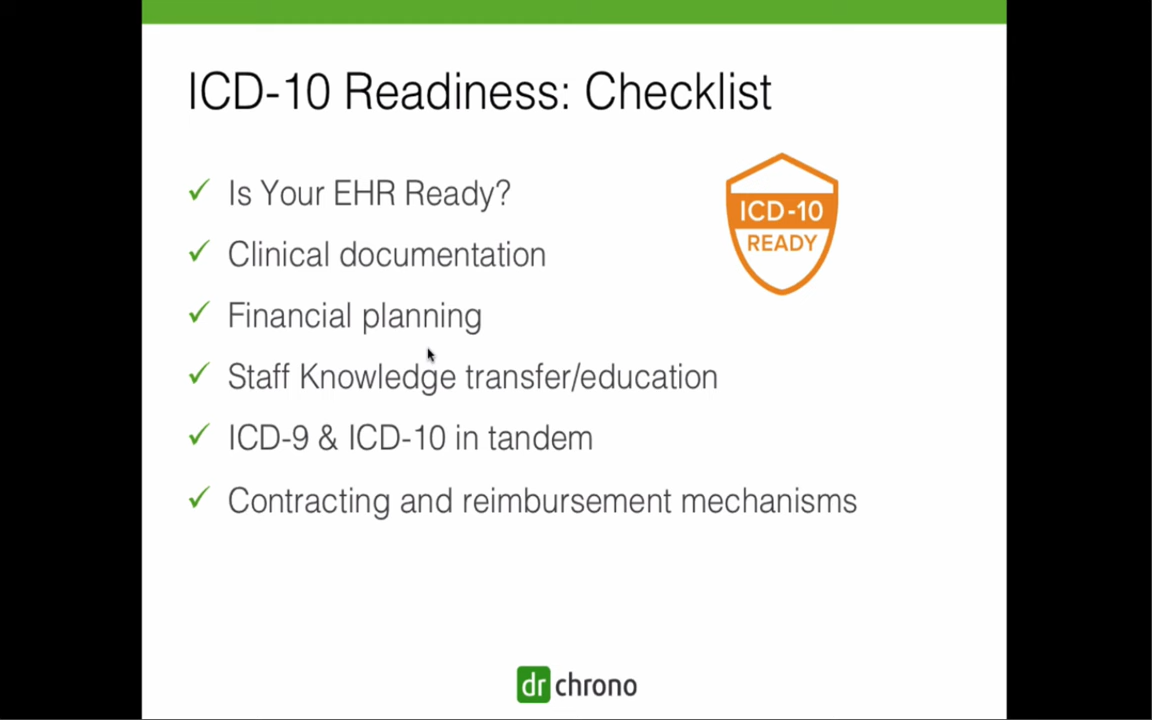 ICD-10 Readiness: Checklist
✓ Is Your EHR Ready?
✓ Clinical documentation
✓ Financial planning
✓ Staff Knowledge transfer/education
✓ ICD-9 & ICD-10 in tandem
✓ Contracting and reimbursement mechanisms
ICD-10
READY
dr chrono